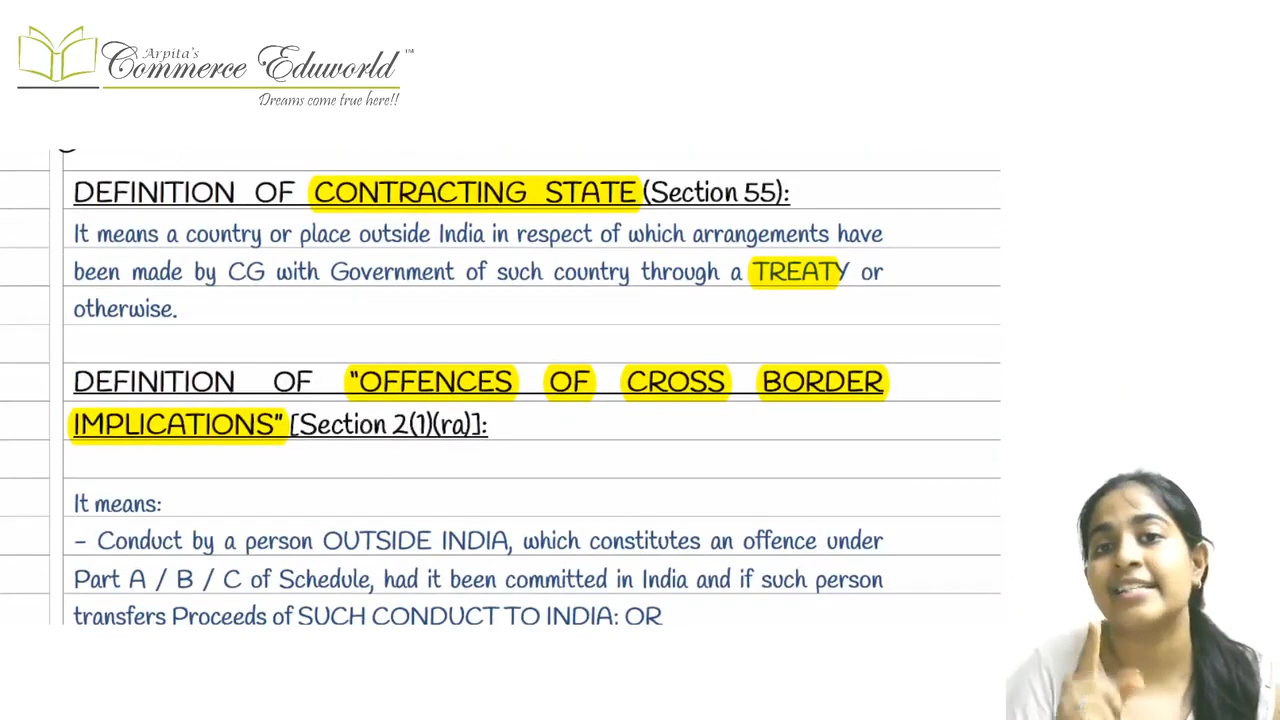 Arpita's
Commerce Eduworld™
Dreams come true here!!
DEFINITION OF CONTRACTING STATE (Section 55):
It means a country or place outside India in respect of which arrangements have
been made by CG with Government of such country through a TREATY or
otherwise.
DEFINITION OF "OFFENCES OF CROSS BORDER
IMPLICATIONS" [Section 2(1)(ra)]:
It means:
- Conduct by a person OUTSIDE INDIA, which constitutes an offence under
Part A / B / C of Schedule, had it been committed in India and if such person
transfers Proceeds of SUCH CONDUCT TO INDIA; OR